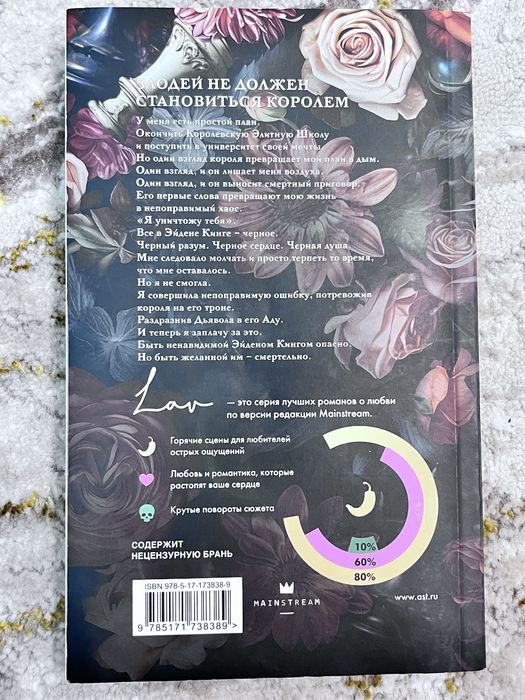 ЗЛОДЕЙ НЕ ДОЛЖЕН
СТАНОВИТЬСЯ КОРОЛЕМ
У меня есть простой план.
Окончить Королевскую Элитную Школу
и поступить в университет своей мечты.
Но один взгляд короля превращает мой план в дым.
Один взгляд, и он лишает меня воздуха.
Один взгляд, и он выносит смертный приговор.
Его первые слова превращают мою жизнь
в непоправимый хаос.
«Я уничтожу тебя».
Все в Эйдене Кинге – черное.
Черный разум. Черное сердце. Черная душа.
Мне следовало молчать и просто терпеть то время,
что мне оставалось.
Но я не смогла.
Я совершила непоправимую ошибку, потревожив
короля на его троне.
Раздразнив Дьявола в его Аду.
И теперь я заплачу за это.
Быть ненавидимой Эйденом Кингом опасно.
Но быть желанной им – смертельно.
Lav
— это серия лучших романов о любви
по версии редакции Mainstream.
Горячие сцены для любителей
острых ощущений
Любовь и романтика, которые
растопят ваше сердце
Крутые повороты сюжета
10%
60%
80%
СОДЕРЖИТ
НЕЦЕНЗУРНУЮ БРАНЬ
ISBN 978-5-17-173838-9
9 785171 738389 >
MAINSTREAM
www.ast.ru